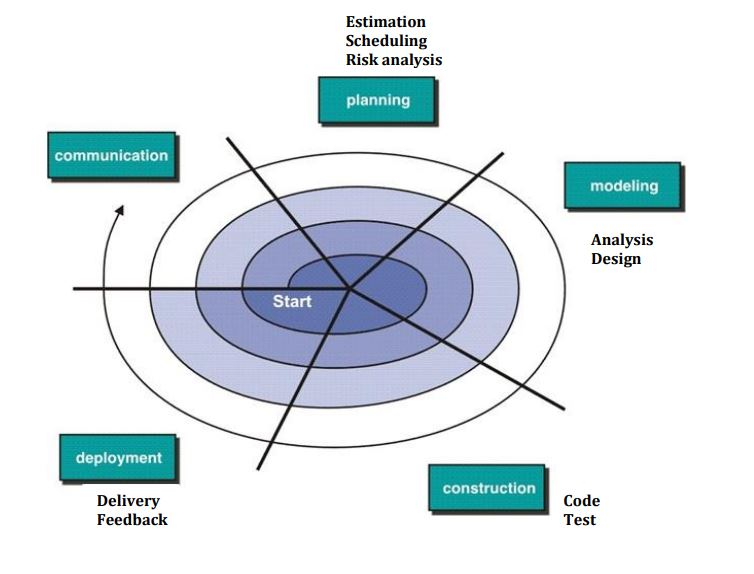 Estimation
Scheduling
Risk analysis
planning
communication
modeling
Analysis
Design
Start
deployment
Delivery
Feedback
construction
Code
Test